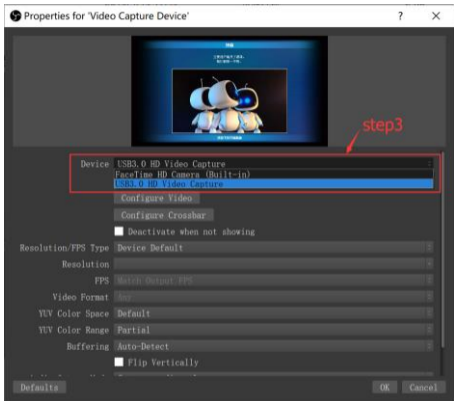 Properties for 'Video Capture Device'
? ×
step3
Device USB3.0 HD Video Capture
FaceTime HD Camera (Built-in)
USB3.0 HD Video Capture
Configure Video
Configure Crossbar
Deactivate when not showing
Resolution/FPS Type Device Default
Resolution
FPS Match Output FPS
Video Format Any
YUV Color Space Default
YUV Color Range Partial
Buffering Auto-Detect
Flip Vertically
Defaults OK Cancel